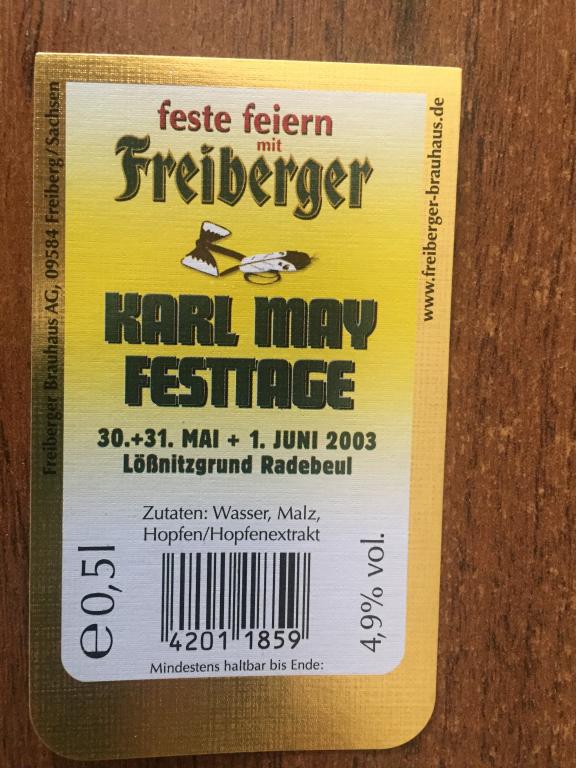 feste feiern
mit
Freiberger
KARL MAY
FESTTAGE
30.+31. MAI + 1. JUNI 2003
Lößnitzgrund Radebeul
Zutaten: Wasser, Malz,
Hopfen/Hopfenextrakt
4201 1859
Mindestens haltbar bis Ende:
e 0,5 l
4,9% vol.
Freiberger Brauhaus AG, 09584 Freiberg/Sachsen
www.freiberger-brauhaus.de